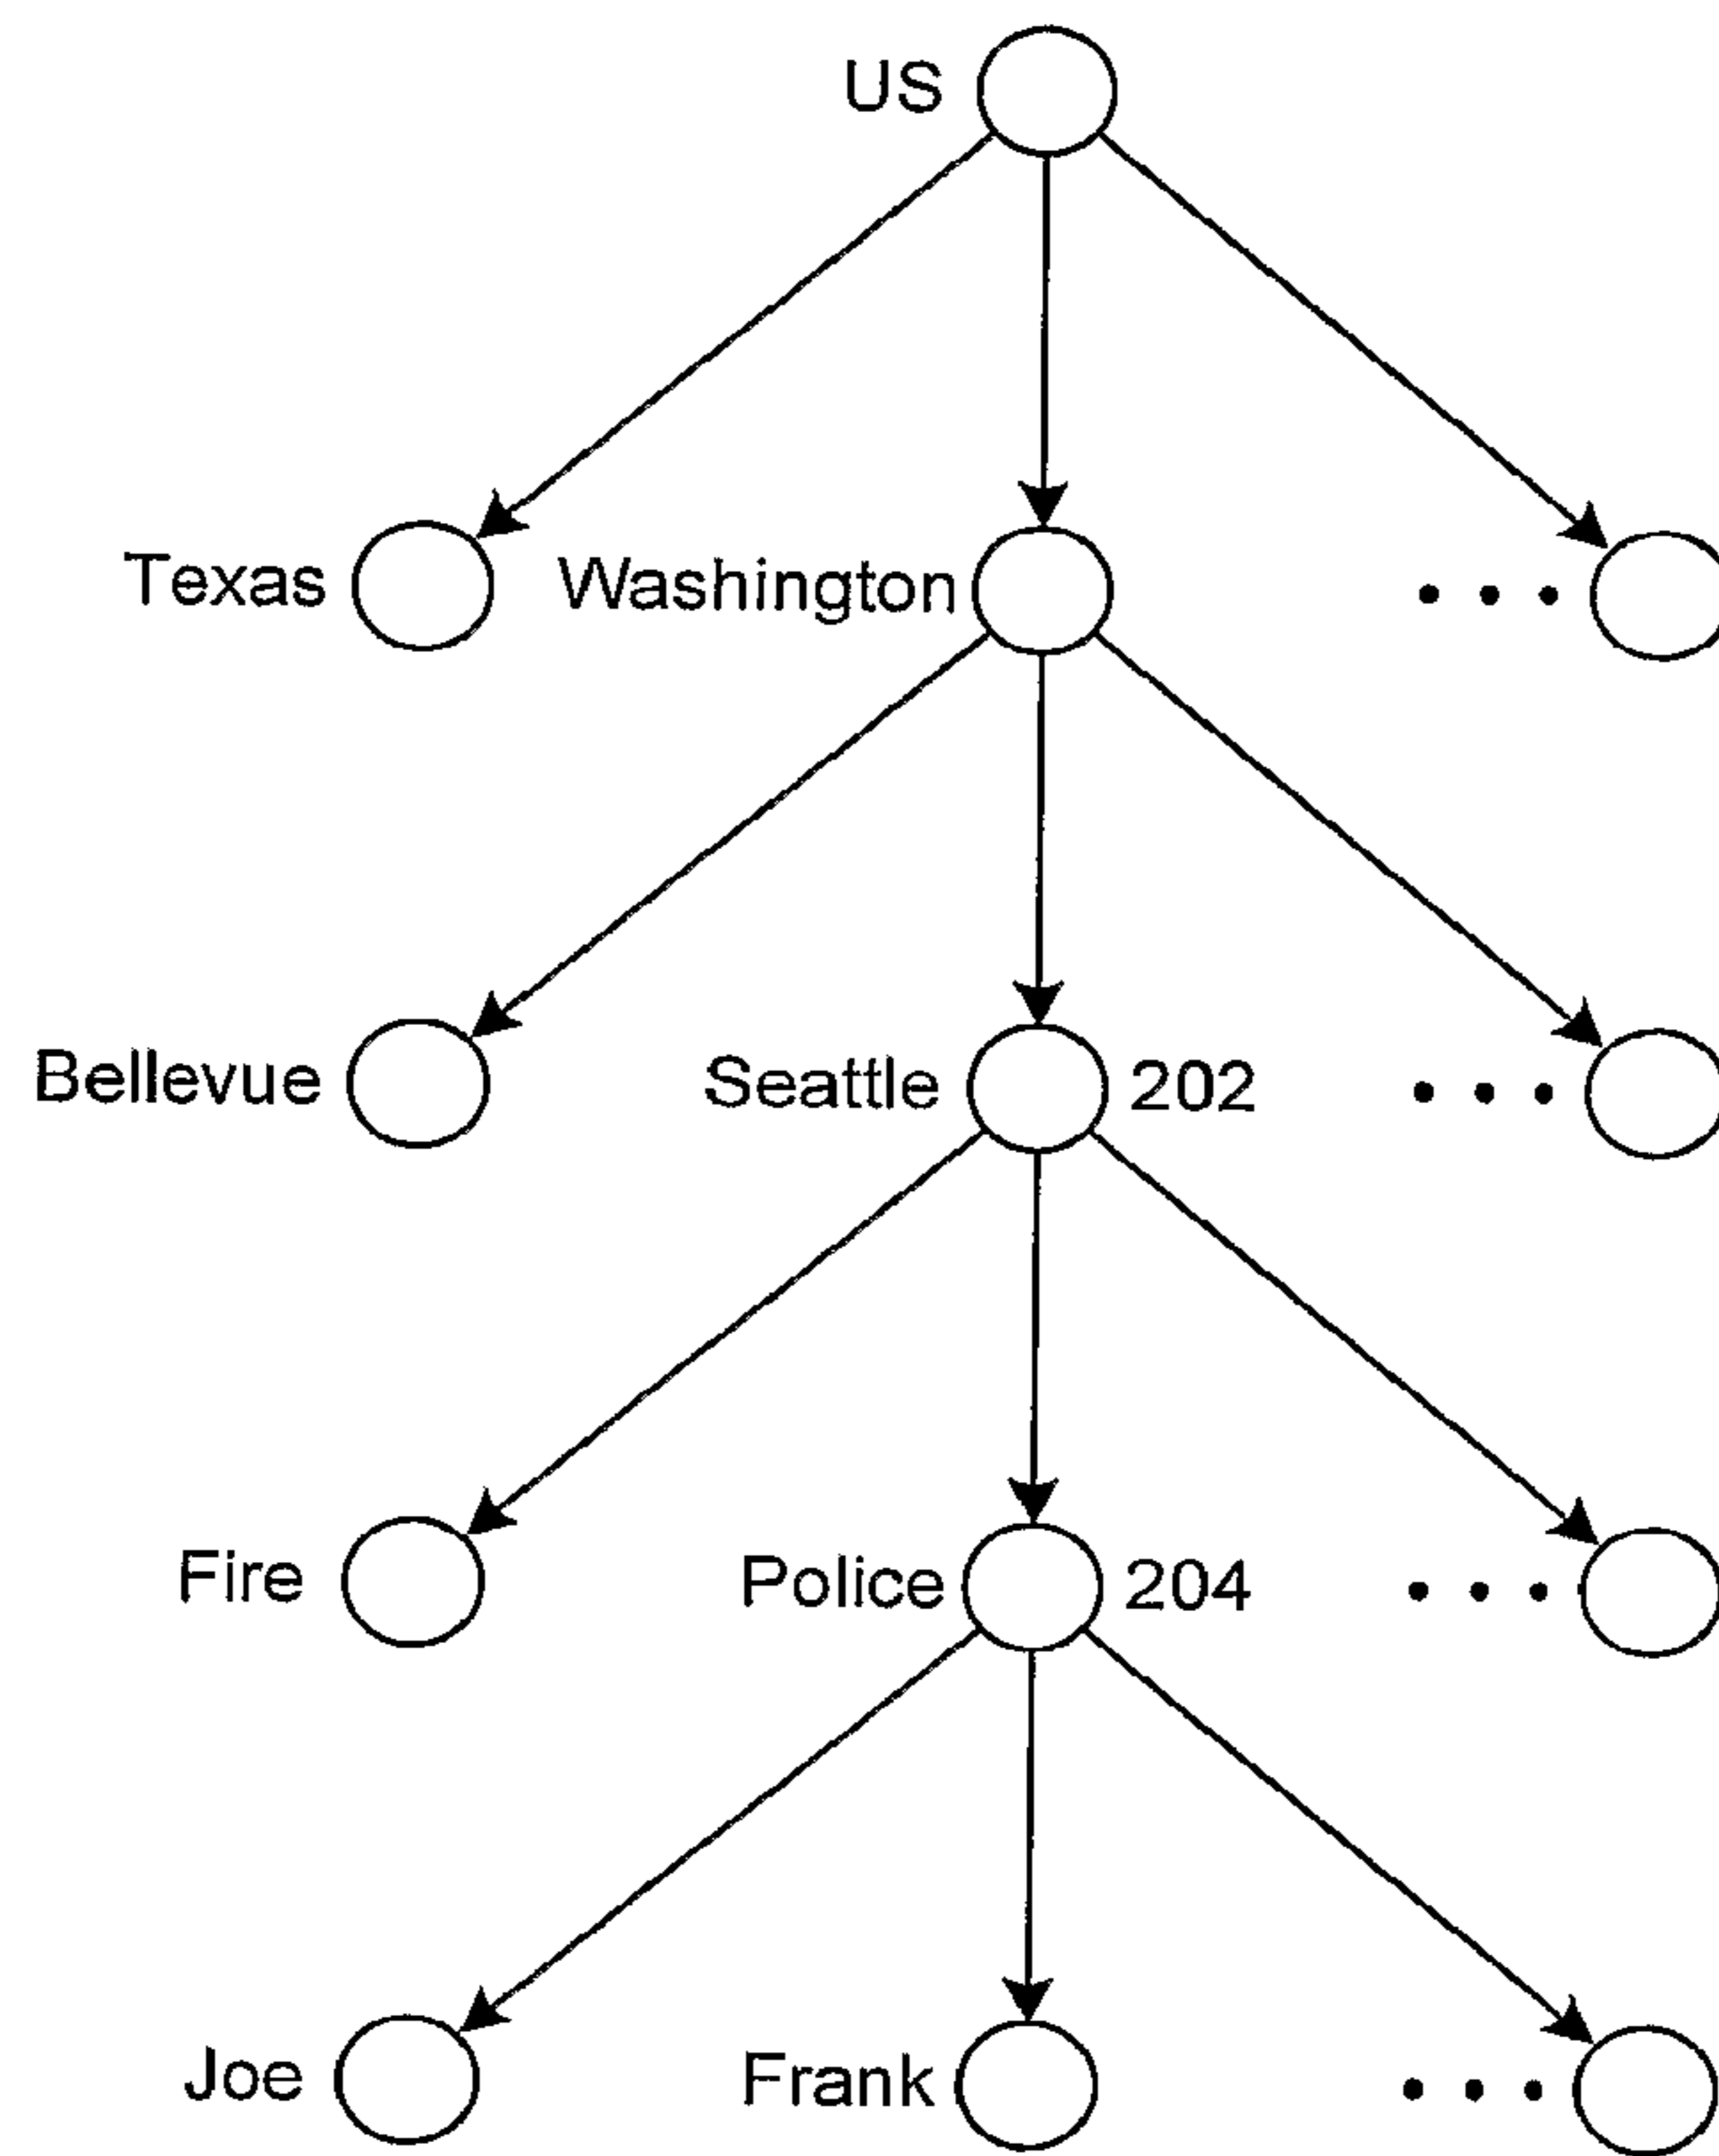 US
Texas Washington
Bellevue Seattle 202
Fire Police 204
Joe Frank